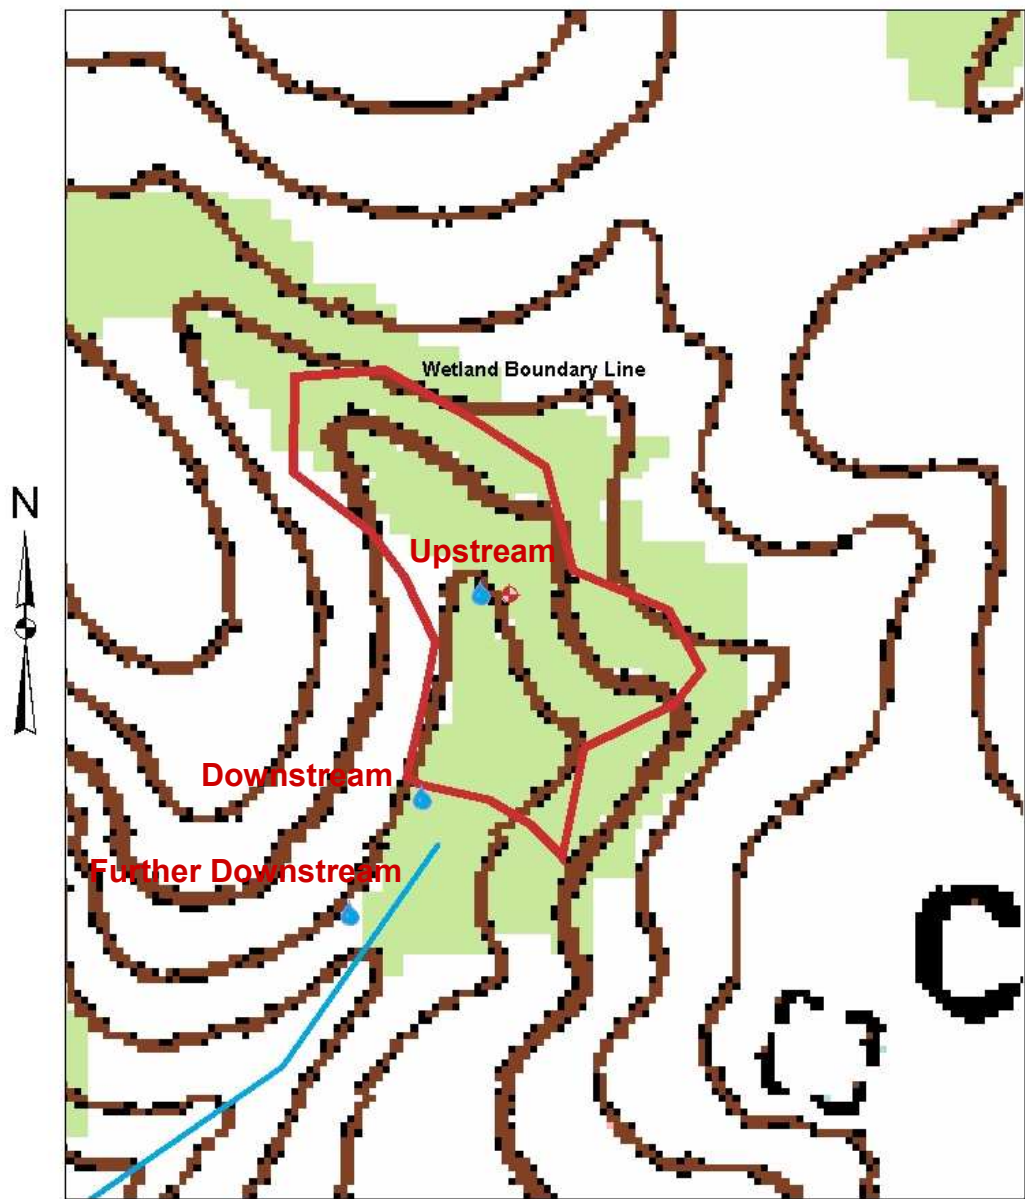 Wetland Boundary Line
N
Upstream
Downstream
Further Downstream
C